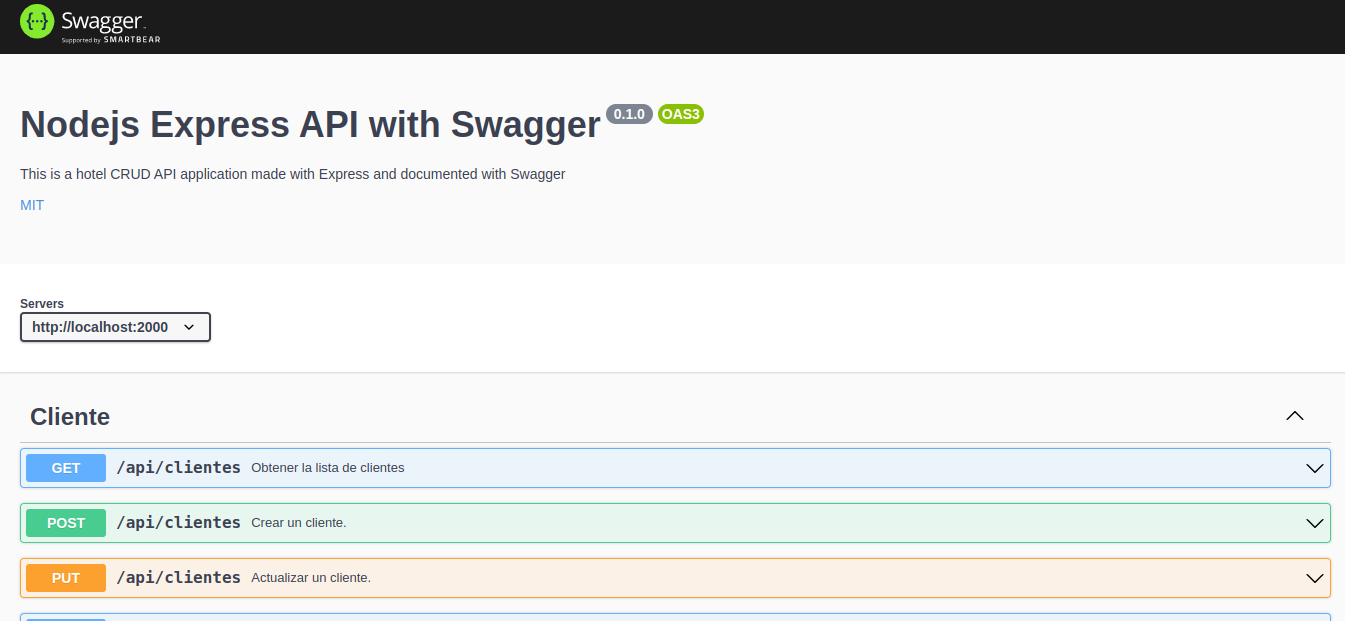 {···} Swagger™
Supported by SMARTBEAR
Nodejs Express API with Swagger 0.1.0 OAS3
This is a hotel CRUD API application made with Express and documented with Swagger
MIT
Servers
http://localhost:2000
Cliente
GET /api/clientes Obtener la lista de clientes
POST /api/clientes Crear un cliente.
PUT /api/clientes Actualizar un cliente.